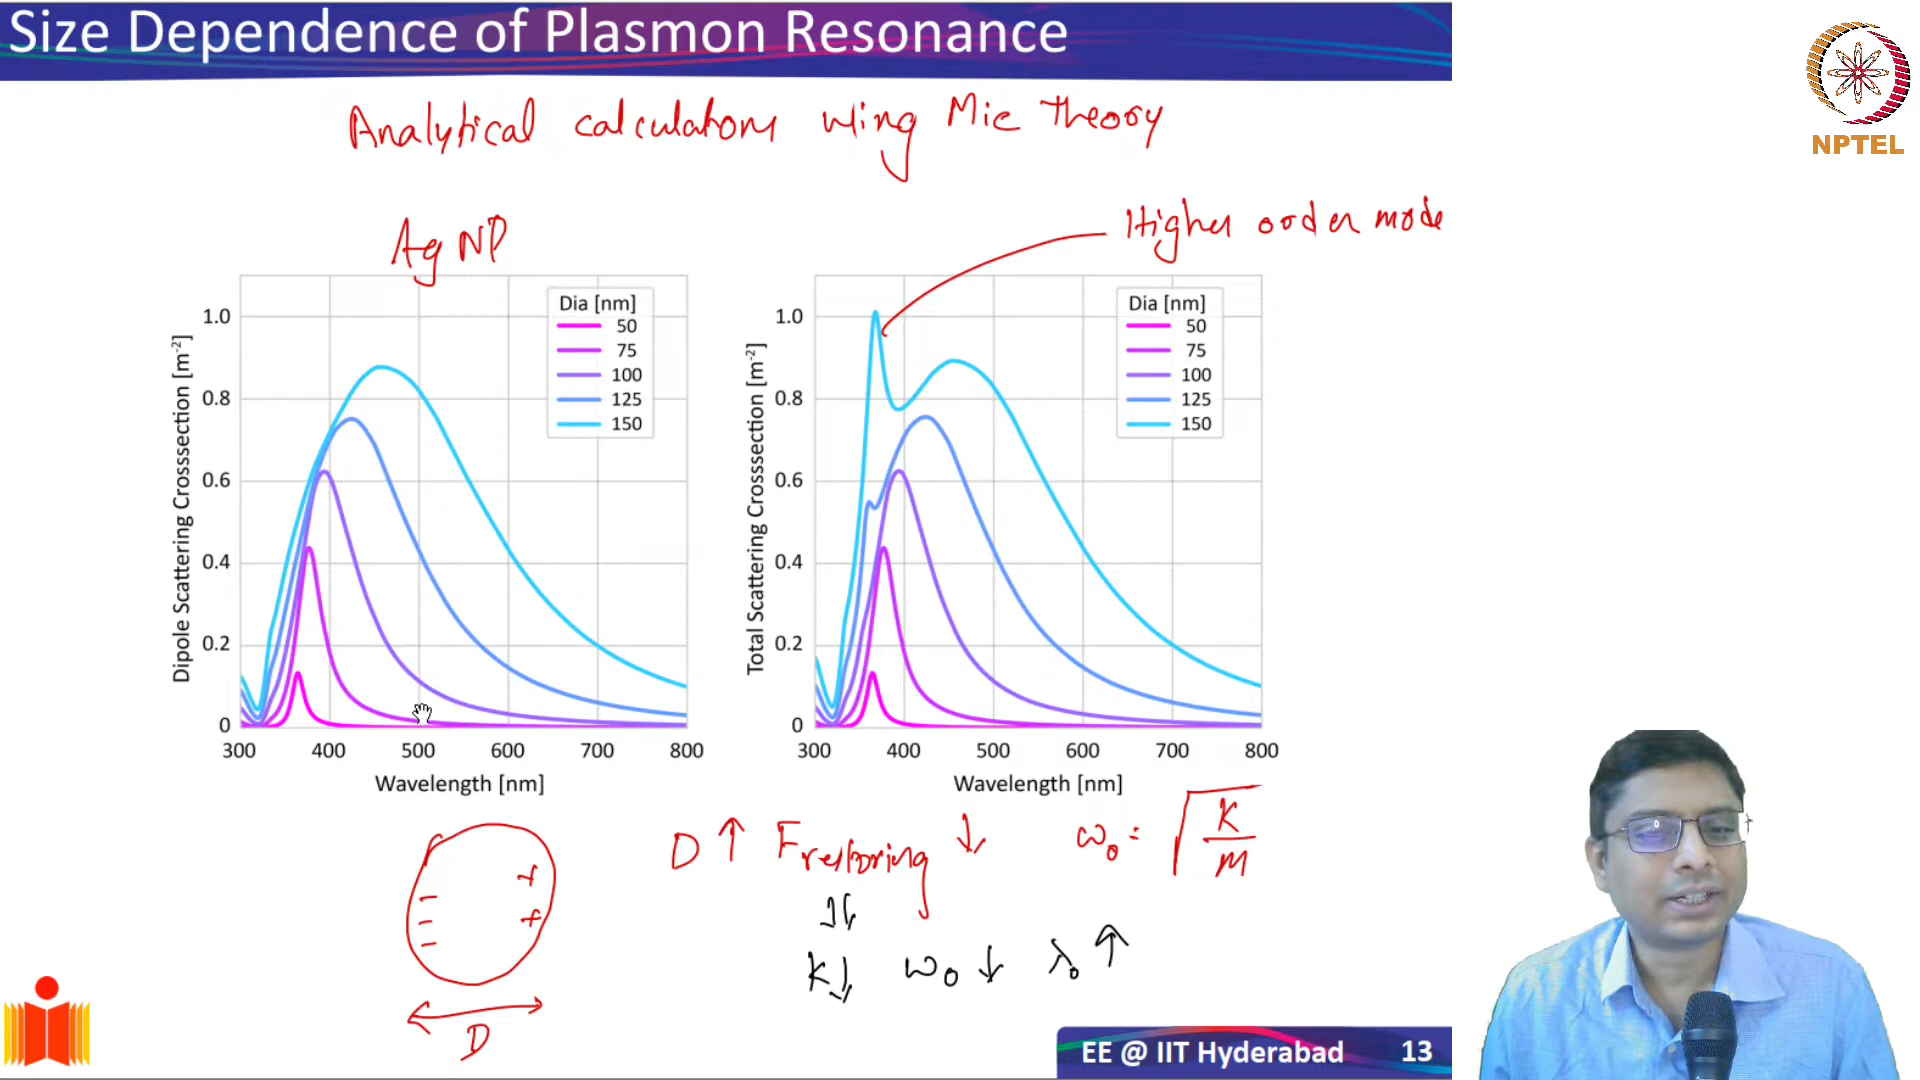 Size Dependence of Plasmon Resonance
NPTEL
Analytical calculations using Mie Theory
Ag NP
Higher order mode
Dipole Scattering Crosssection [m⁻²]
1.0
0.8
0.6
0.4
0.2
0
Dia [nm]
50
75
100
125
150
300 400 500 600 700 800
Wavelength [nm]
Total Scattering Crosssection [m⁻²]
1.0
0.8
0.6
0.4
0.2
0
Dia [nm]
50
75
100
125
150
300 400 500 600 700 800
Wavelength [nm]
D ↑ Frestoring ↓ ω₀ = √K/m
K↓ ω₀ ↓ λ₀ ↑
- +
- +
-
D
EE @ IIT Hyderabad 13